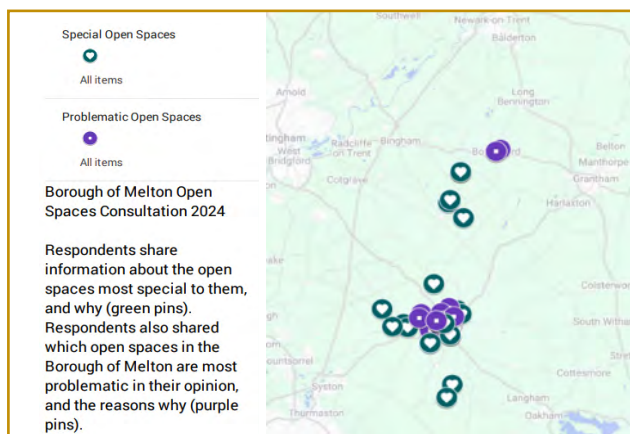 Special Open Spaces
All items
Problematic Open Spaces
All items
Borough of Melton Open
Spaces Consultation 2024
Respondents share
information about the open
spaces most special to them,
and why (green pins).
Respondents also shared
which open spaces in the
Borough of Melton are most
problematic in their opinion,
and the reasons why (purple
pins).
Southwell
Newark-on-Trent
Balderton
Arnold
Long
Bennington
Radcliffe
on Trent
Bingham
West
Bridgford
Belton
Manthorpe
Cotgrave
Grantham
Harlaxton
Colsterwo
South With
Cottesmore
Syston
Langham
Thurmaston
Oakham